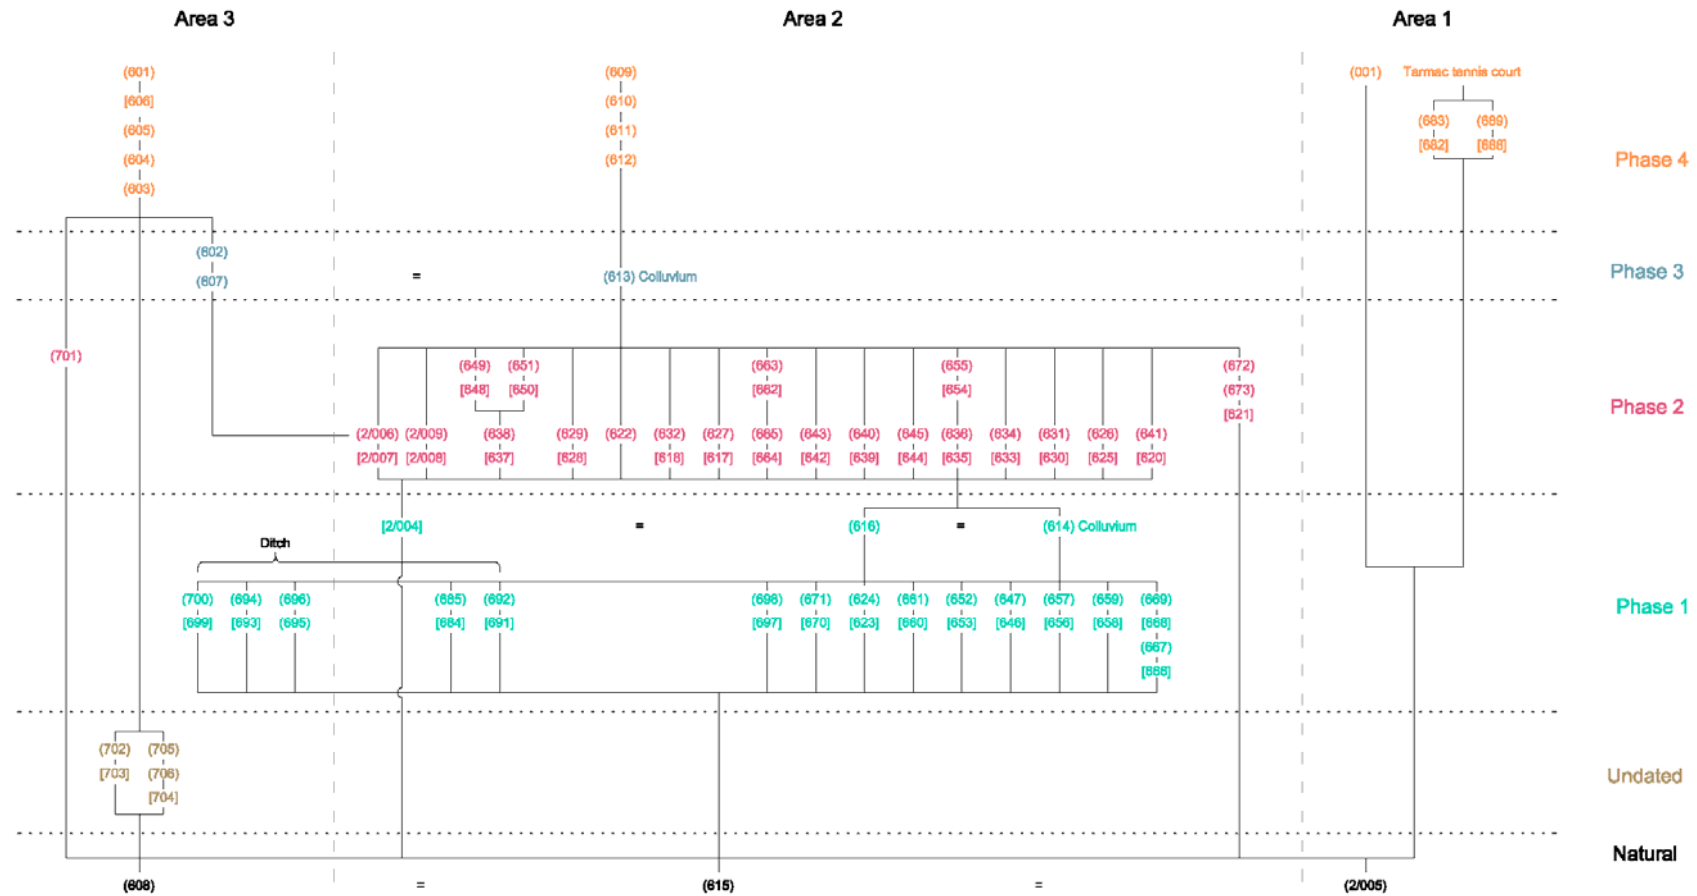 Area 3 Area 2 Area 1
(601) (609) (001) Tarmac tennis court
[606] (610)
(605) (611) (683) (689)
(604) (612) [682] [688] Phase 4
(603)
(602)
(607) = (613) Colluvium Phase 3
(701) (649) (651) (663) (655) (672)
[648] [650] [662] [654] (673)
[621] Phase 2
(2/006) (2/009) (638) (629) (622) (632) (627) (665) (643) (640) (645) (636) (634) (631) (626) (641)
[2/007] [2/008] [637] [628] [618] [617] [664] [642] [639] [644] [635] [633] [630] [625] [620]
[2/004] = (616) = (614) Colluvium
Ditch
(700) (694) (696) (685) (692) (698) (671) (624) (661) (652) (647) (657) (659) (669) Phase 1
[699] [693] (695) [684] [691] [697] [670] [623] [660] [653] [646] [656] [658] [668]
(667)
[666]
(702) (705)
[703] (706) Undated
[704]
Natural
(608) = (615) = (2/005)